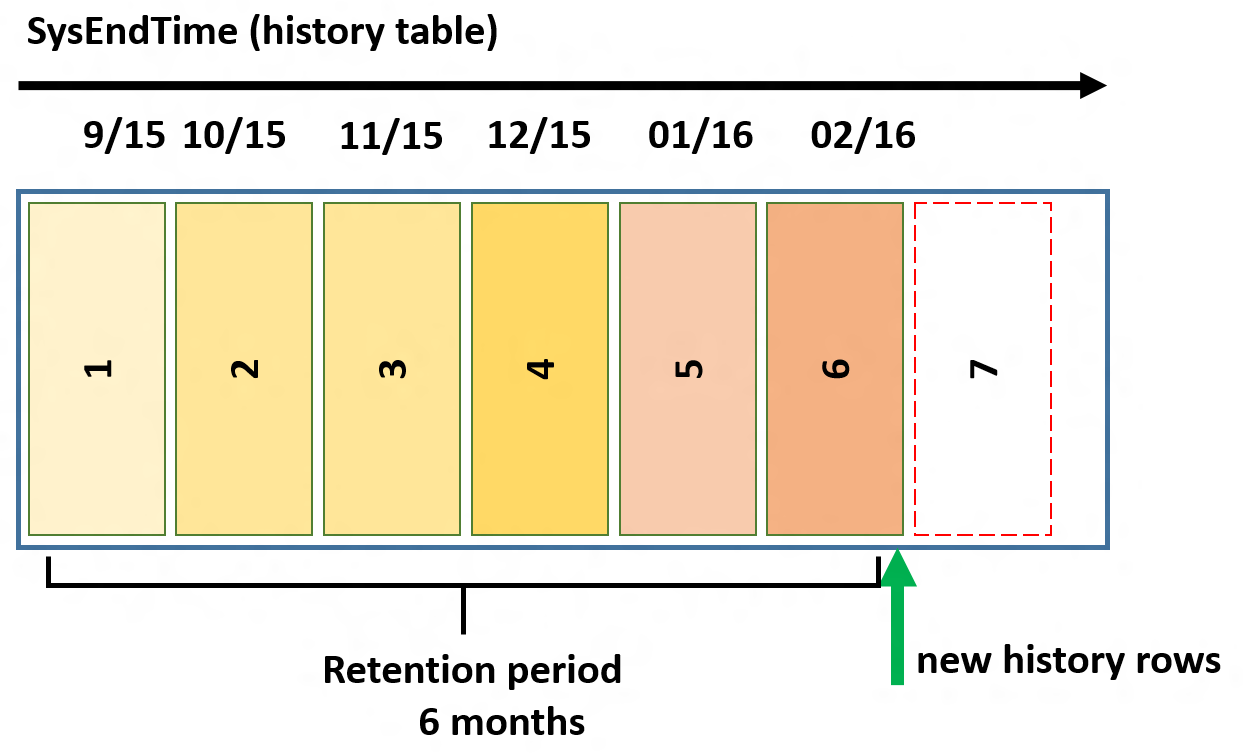 SysEndTime (history table)
9/15 10/15 11/15 12/15 01/16 02/16
1 2 3 4 5 6 7
Retention period
6 months
new history rows